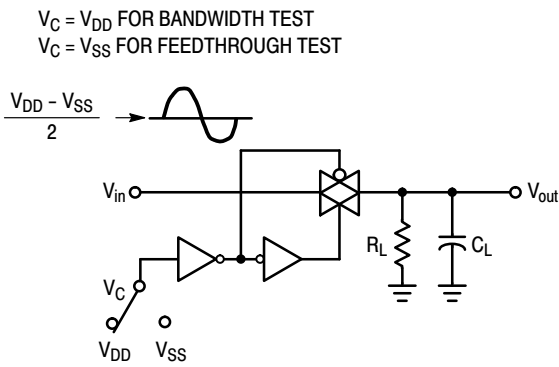 V_C = V_DD FOR BANDWIDTH TEST
V_C = V_SS FOR FEEDTHROUGH TEST
V_DD – V_SS
2
V_in
V_out
R_L
C_L
V_C
V_DD
V_SS